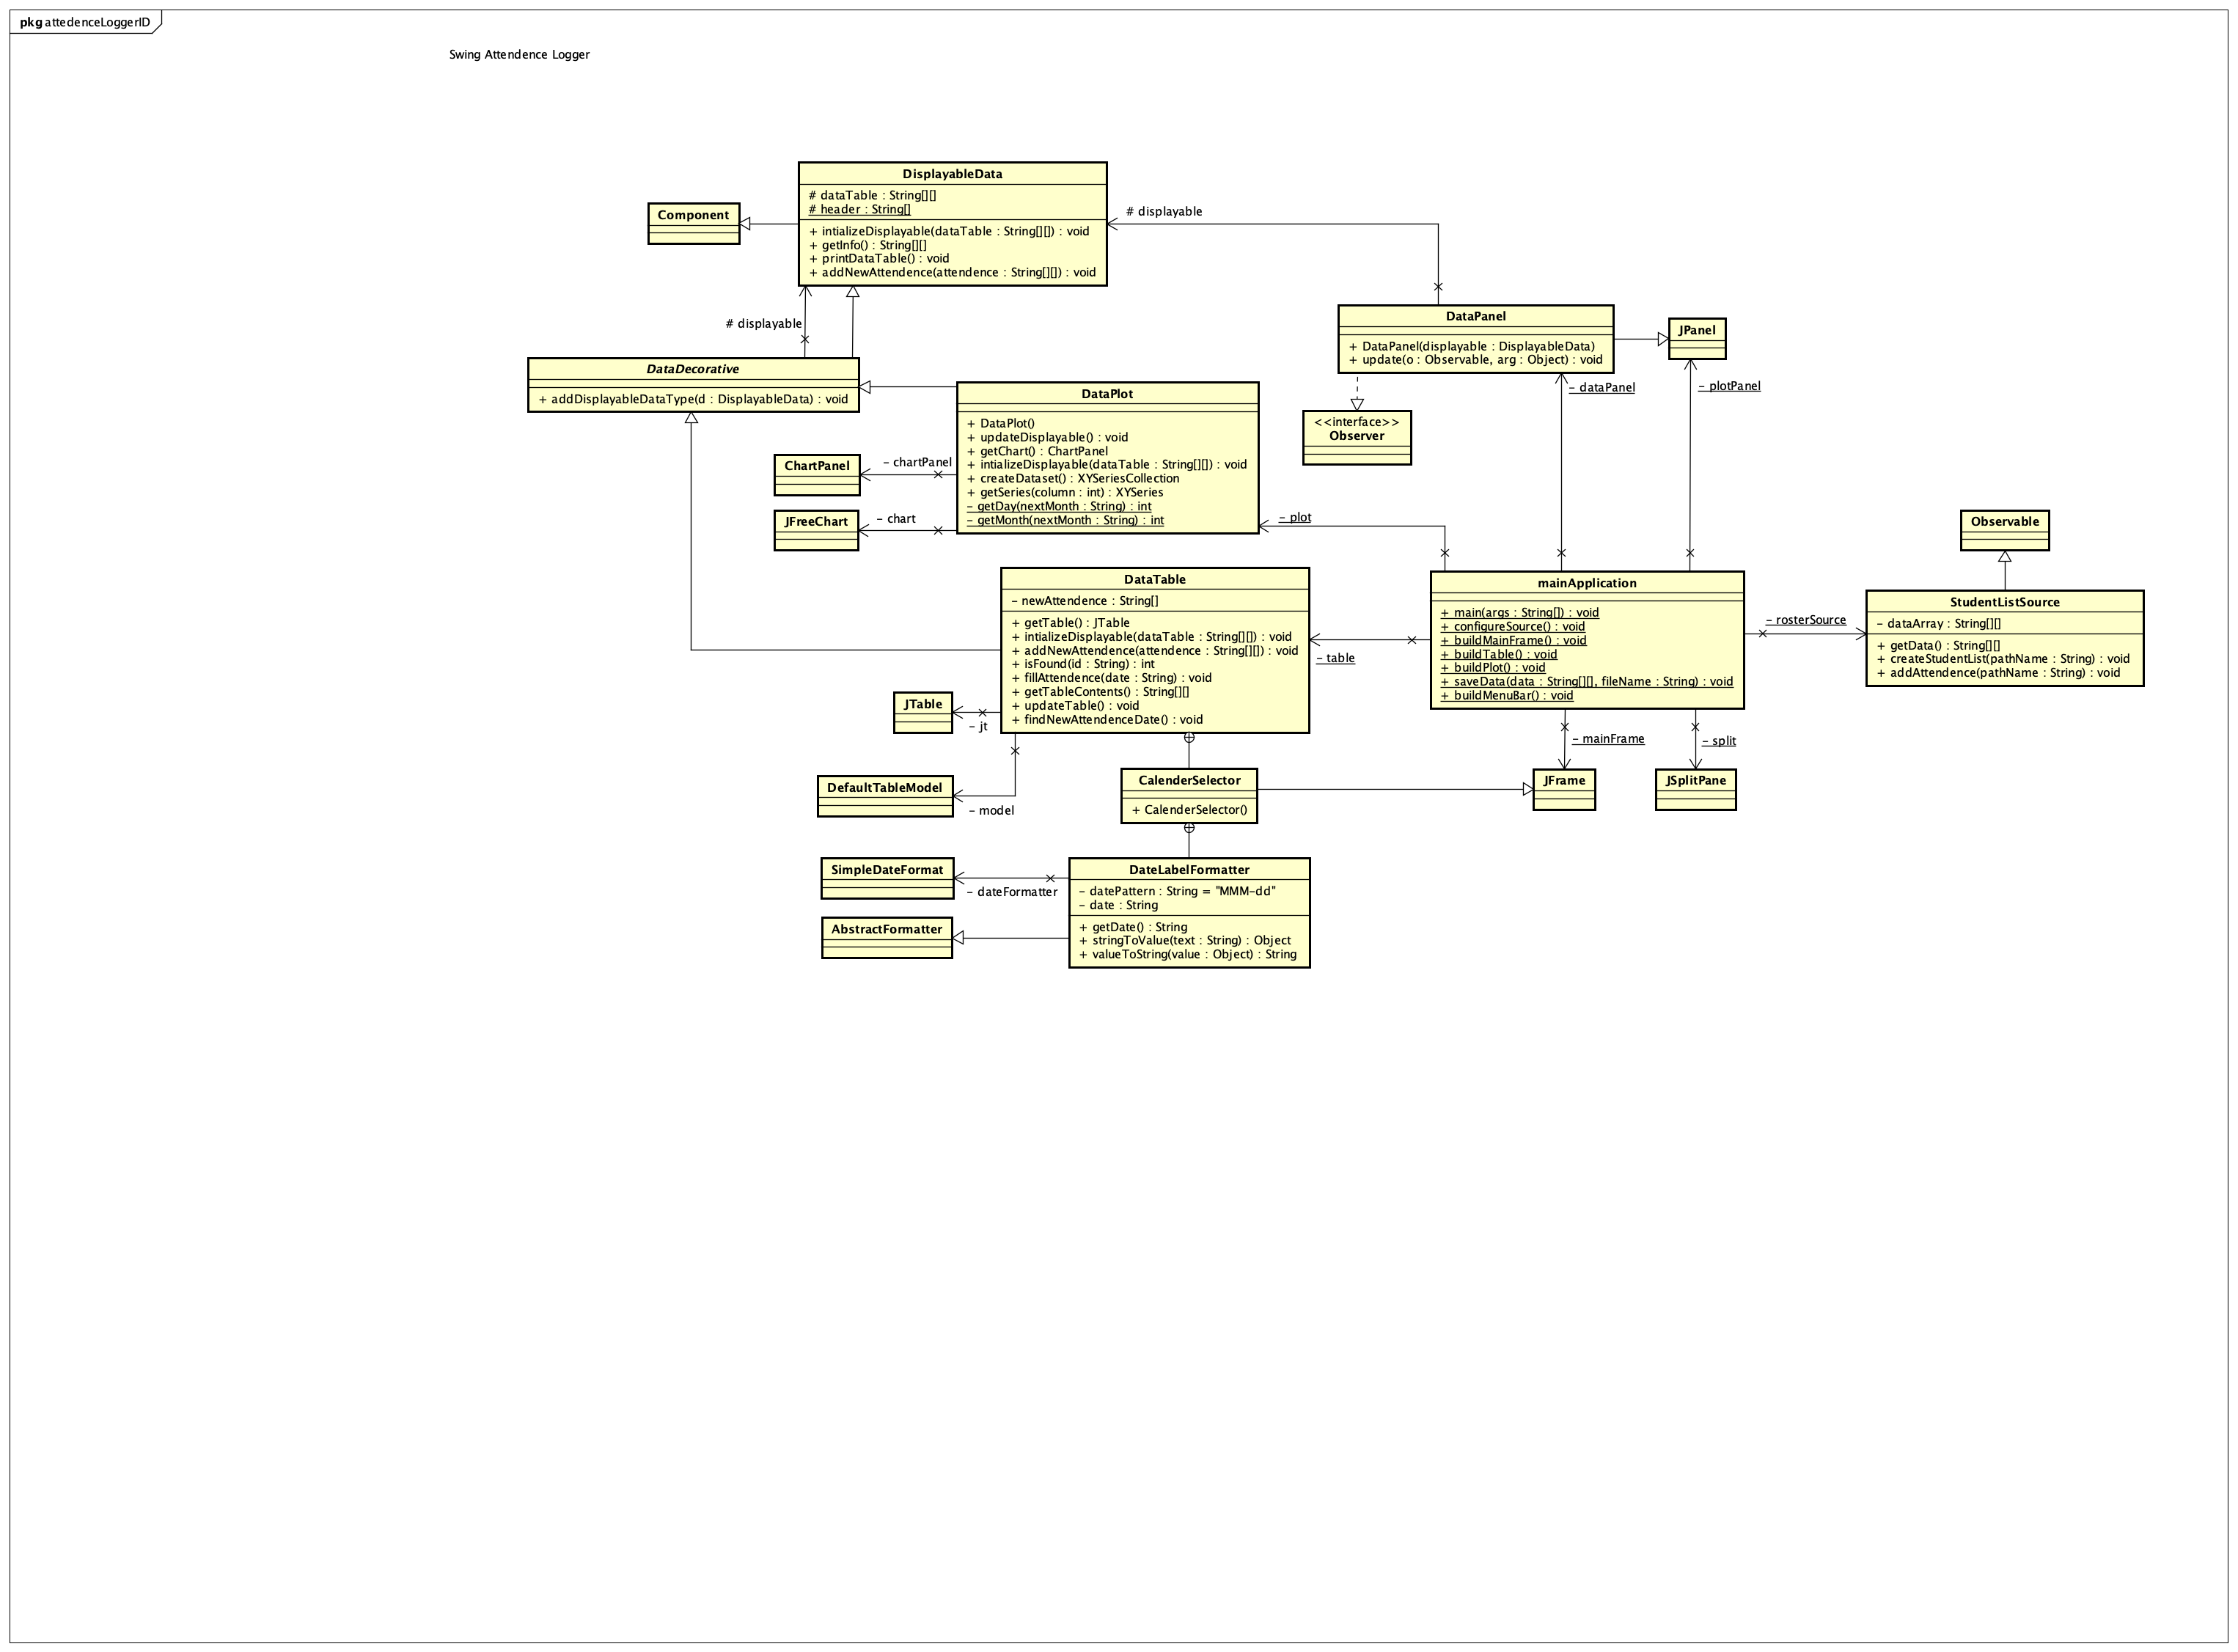 pkg attedenceLoggerID
Swing Attendence Logger
DisplayableData
# dataTable : String[][]
# header : String[]
+ intializeDisplayable(dataTable : String[][]) : void
+ getInfo() : String[][]
+ printDataTable() : void
+ addNewAttendence(attendence : String[][]) : void
Component
# displayable
# displayable
DataPanel
+ DataPanel(displayable : DisplayableData)
+ update(o : Observable, arg : Object) : void
JPanel
DataDecorative
+ addDisplayableDataType(d : DisplayableData) : void
- dataPanel
- plotPanel
<<interface>>
Observer
DataPlot
+ DataPlot()
+ updateDisplayable() : void
+ getChart() : ChartPanel
+ intializeDisplayable(dataTable : String[][]) : void
+ createDataset() : XYSeriesCollection
+ getSeries(column : int) : XYSeries
- getDay(nextMonth : String) : int
- getMonth(nextMonth : String) : int
ChartPanel
- chartPanel
JFreeChart
- chart
- plot
Observable
DataTable
- newAttendence : String[]
+ getTable() : JTable
+ intializeDisplayable(dataTable : String[][]) : void
+ addNewAttendence(attendence : String[][]) : void
+ isFound(id : String) : int
+ fillAttendence(date : String) : void
+ getTableContents() : String[][]
+ updateTable() : void
+ findNewAttendenceDate() : void
- table
mainApplication
+ main(args : String[]) : void
+ configureSource() : void
+ buildMainFrame() : void
+ buildTable() : void
+ buildPlot() : void
+ saveData(data : String[][], fileName : String) : void
+ buildMenuBar() : void
- rosterSource
StudentListSource
- dataArray : String[][]
+ getData() : String[][]
+ createStudentList(pathName : String) : void
+ addAttendence(pathName : String) : void
JTable
- jt
- mainFrame
- split
DefaultTableModel
- model
CalenderSelector
+ CalenderSelector()
JFrame
JSplitPane
SimpleDateFormat
- dateFormatter
AbstractFormatter
DateLabelFormatter
- datePattern : String = "MMM-dd"
- date : String
+ getDate() : String
+ stringToValue(text : String) : Object
+ valueToString(value : Object) : String